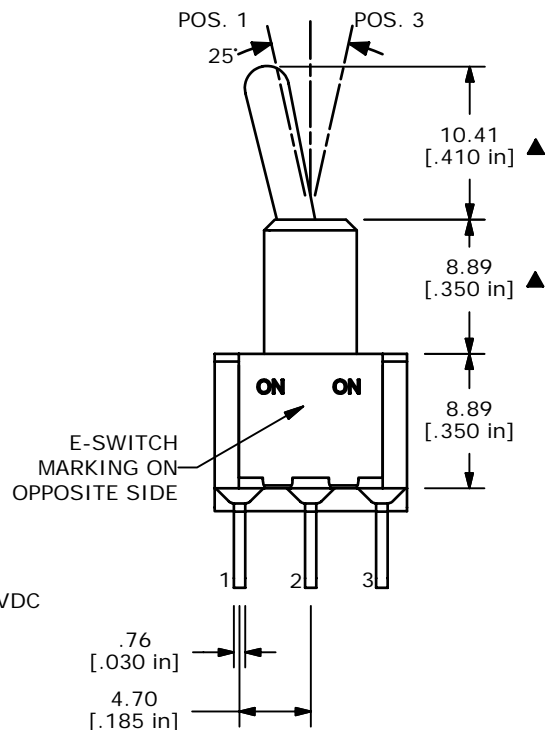 POS. 1
POS. 3
25°
10.41
[.410 in] ▲
8.89
[.350 in] ▲
ON ON
8.89
[.350 in]
E-SWITCH
MARKING ON
OPPOSITE SIDE
1 2 3
VDC
.76
[.030 in]
4.70
[.185 in]